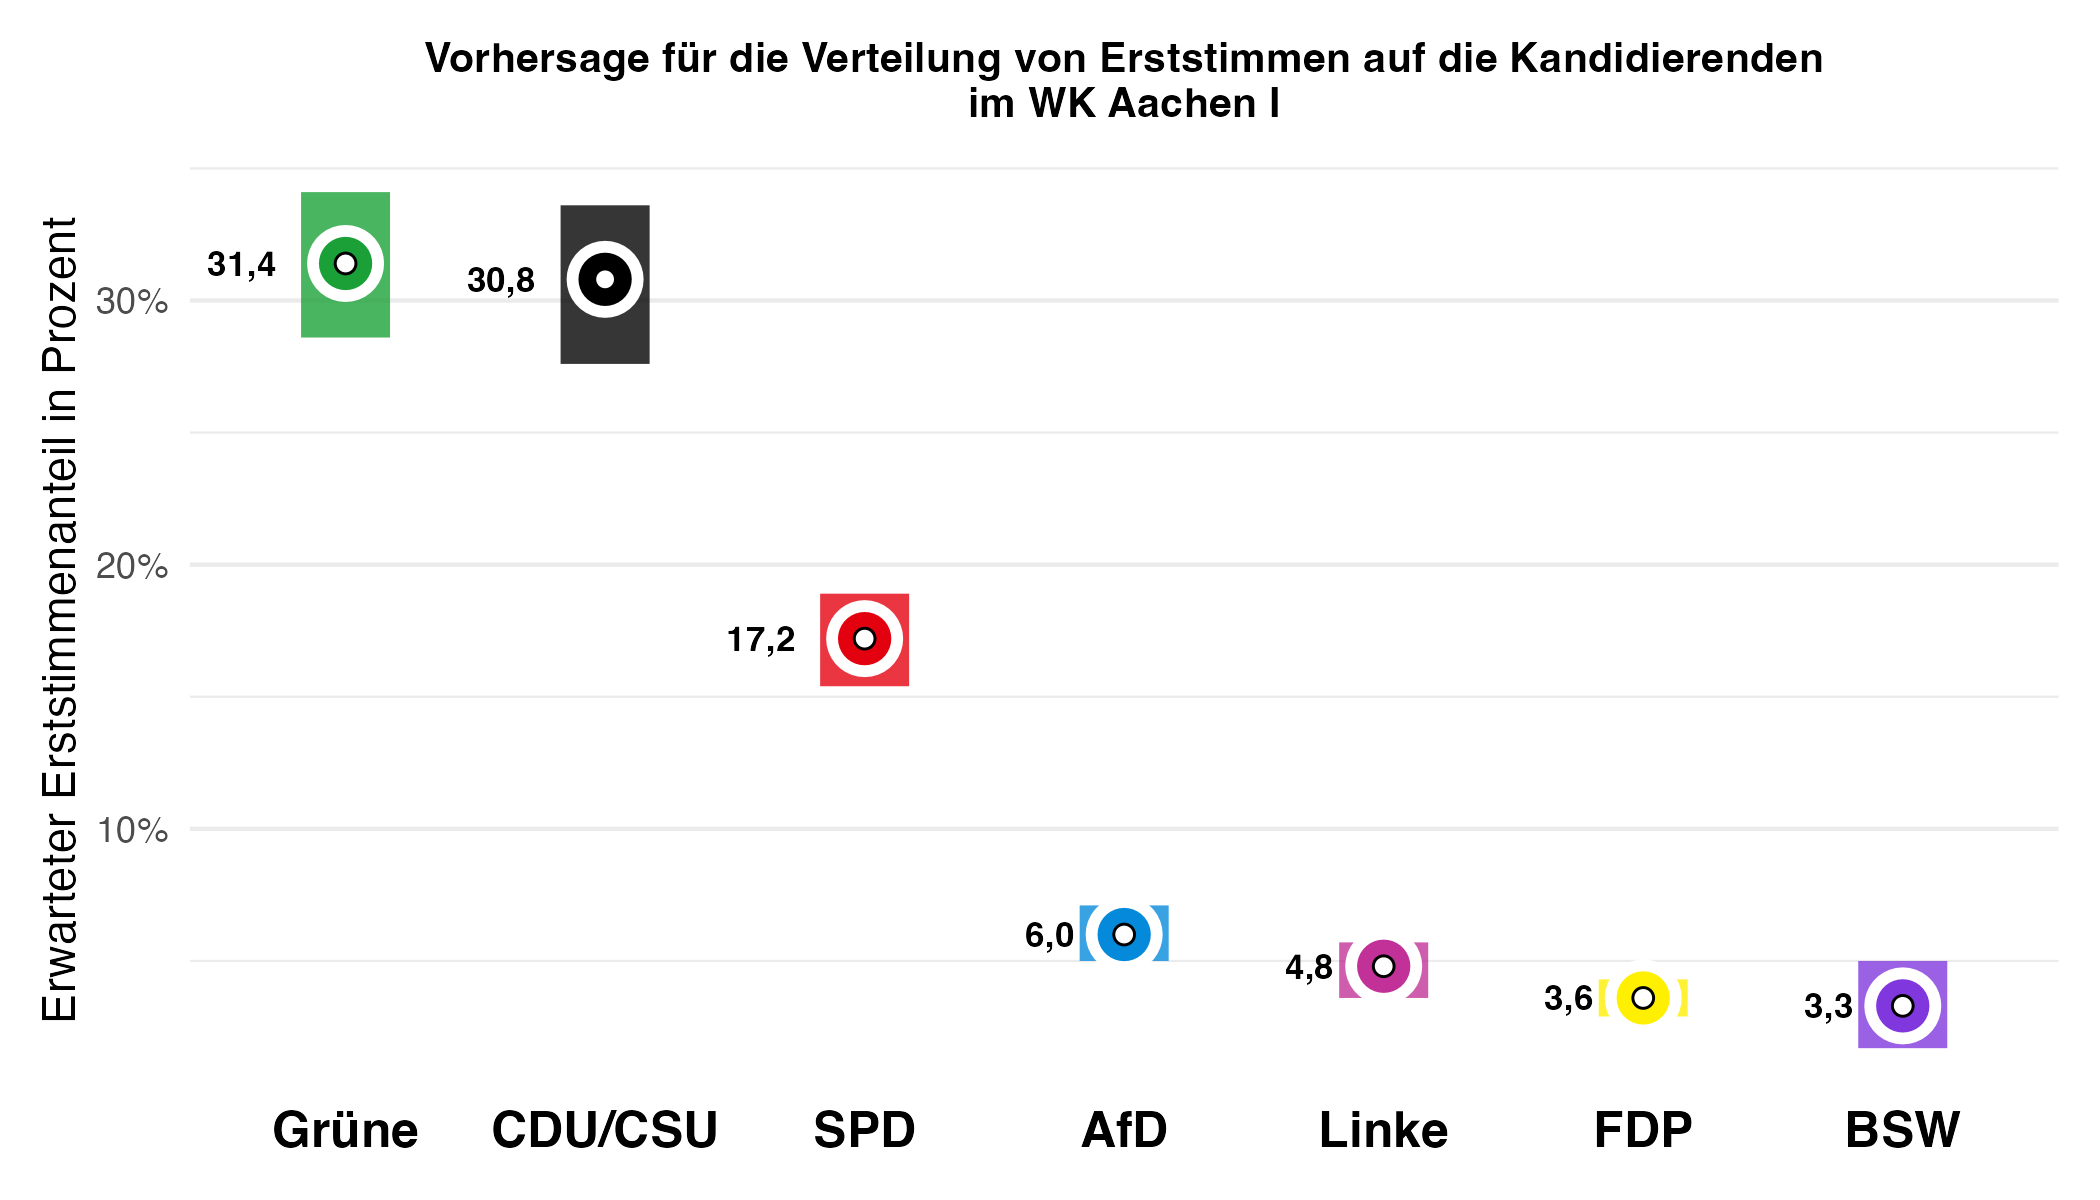 Vorhersage für die Verteilung von Erststimmen auf die Kandidierenden
im WK Aachen I
Erwarteter Erststimmenanteil in Prozent
30%
20%
10%
31,4
30,8
17,2
6,0
4,8
3,6
3,3
Grüne
CDU/CSU
SPD
AfD
Linke
FDP
BSW